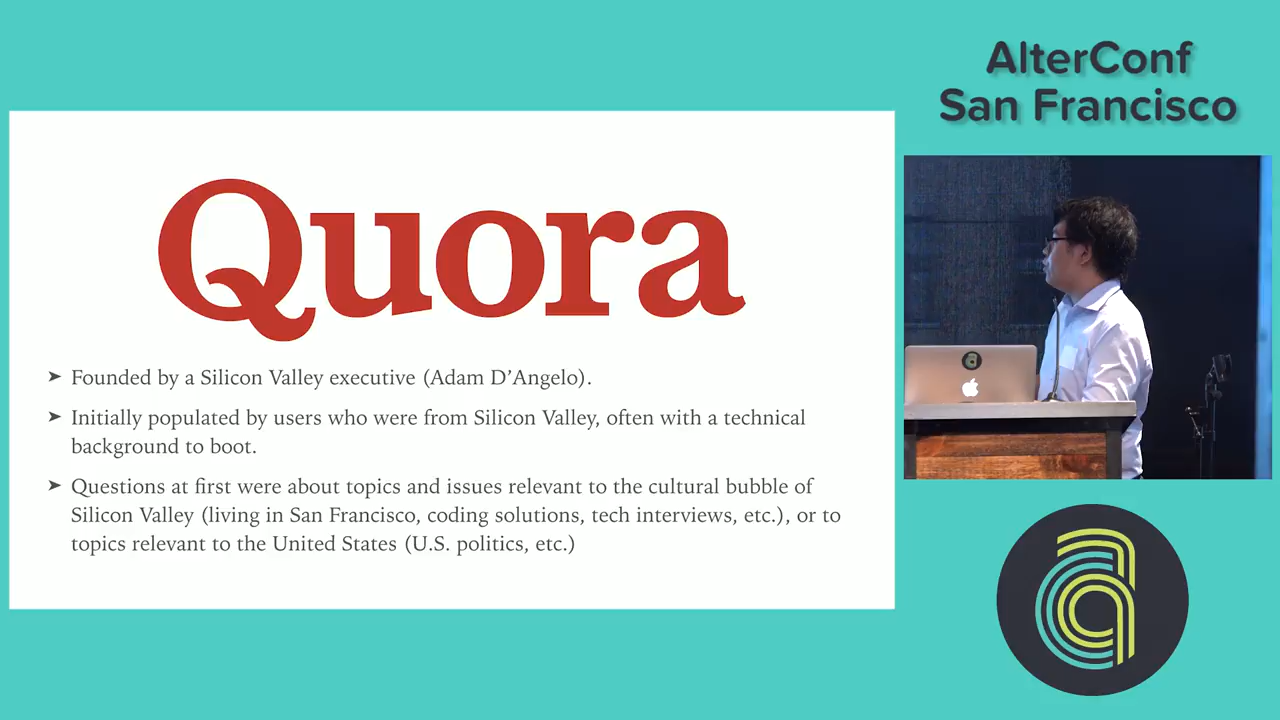 AlterConf
San Francisco
Quora
➤ Founded by a Silicon Valley executive (Adam D’Angelo).
➤ Initially populated by users who were from Silicon Valley, often with a technical
background to boot.
➤ Questions at first were about topics and issues relevant to the cultural bubble of
Silicon Valley (living in San Francisco, coding solutions, tech interviews, etc.), or to
topics relevant to the United States (U.S. politics, etc.)